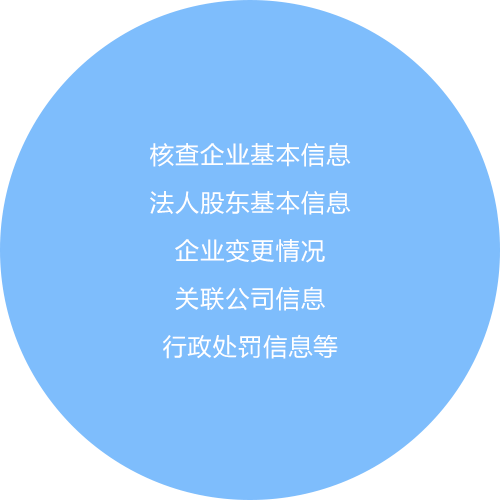 核查企业基本信息
法人股东基本信息
企业变更情况
关联公司信息
行政处罚信息等